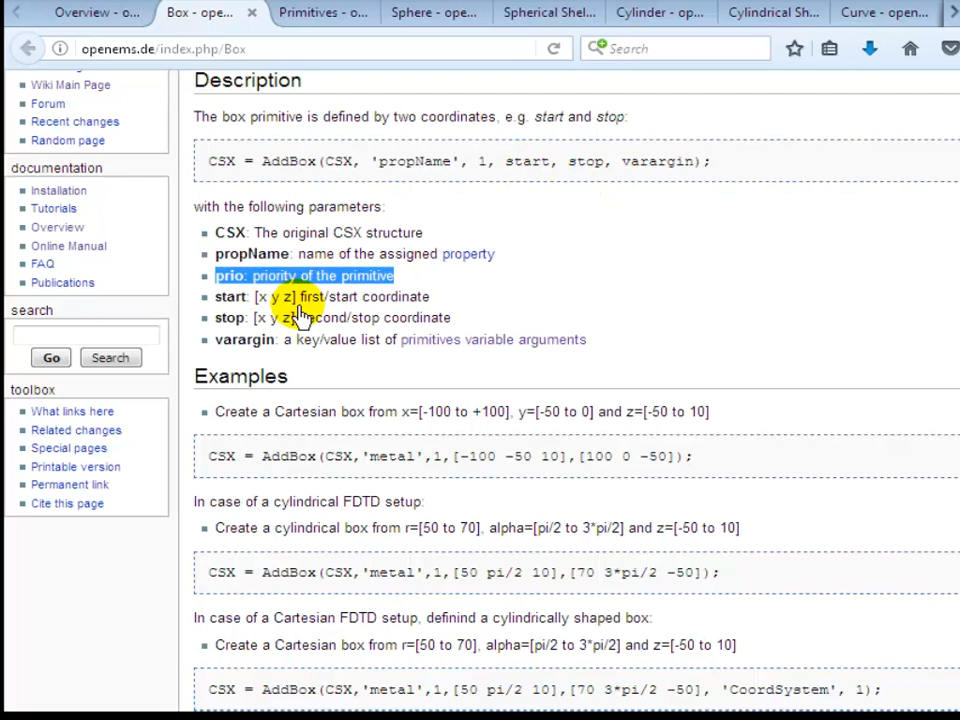 Overview - o...
Box - ope...
Primitives - o...
Sphere - ope...
Spherical Shel...
Cylinder - op...
Cylindrical Sh...
Curve - open...
openems.de/index.php/Box
Search
Wiki Main Page
Forum
Recent changes
Random page
documentation
Installation
Tutorials
Overview
Online Manual
FAQ
Publications
search
Go
Search
toolbox
What links here
Related changes
Special pages
Printable version
Permanent link
Cite this page
Description
The box primitive is defined by two coordinates, e.g. start and stop:
CSX = AddBox(CSX, 'propName', 1, start, stop, varargin);
with the following parameters:
CSX: The original CSX structure
propName: name of the assigned property
prio: priority of the primitive
start: [x y z] first/start coordinate
stop: [x y z] second/stop coordinate
varargin: a key/value list of primitives variable arguments
Examples
Create a Cartesian box from x=[-100 to +100], y=[-50 to 0] and z=[-50 to 10]
CSX = AddBox(CSX,'metal',1,[-100 -50 10],[100 0 -50]);
In case of a cylindrical FDTD setup:
Create a cylindrical box from r=[50 to 70], alpha=[pi/2 to 3*pi/2] and z=[-50 to 10]
CSX = AddBox(CSX,'metal',1,[50 pi/2 10],[70 3*pi/2 -50]);
In case of a Cartesian FDTD setup, definind a cylindrically shaped box:
Create a Cartesian box from r=[50 to 70], alpha=[pi/2 to 3*pi/2] and z=[-50 to 10]
CSX = AddBox(CSX,'metal',1,[50 pi/2 10],[70 3*pi/2 -50], 'CoordSystem', 1);